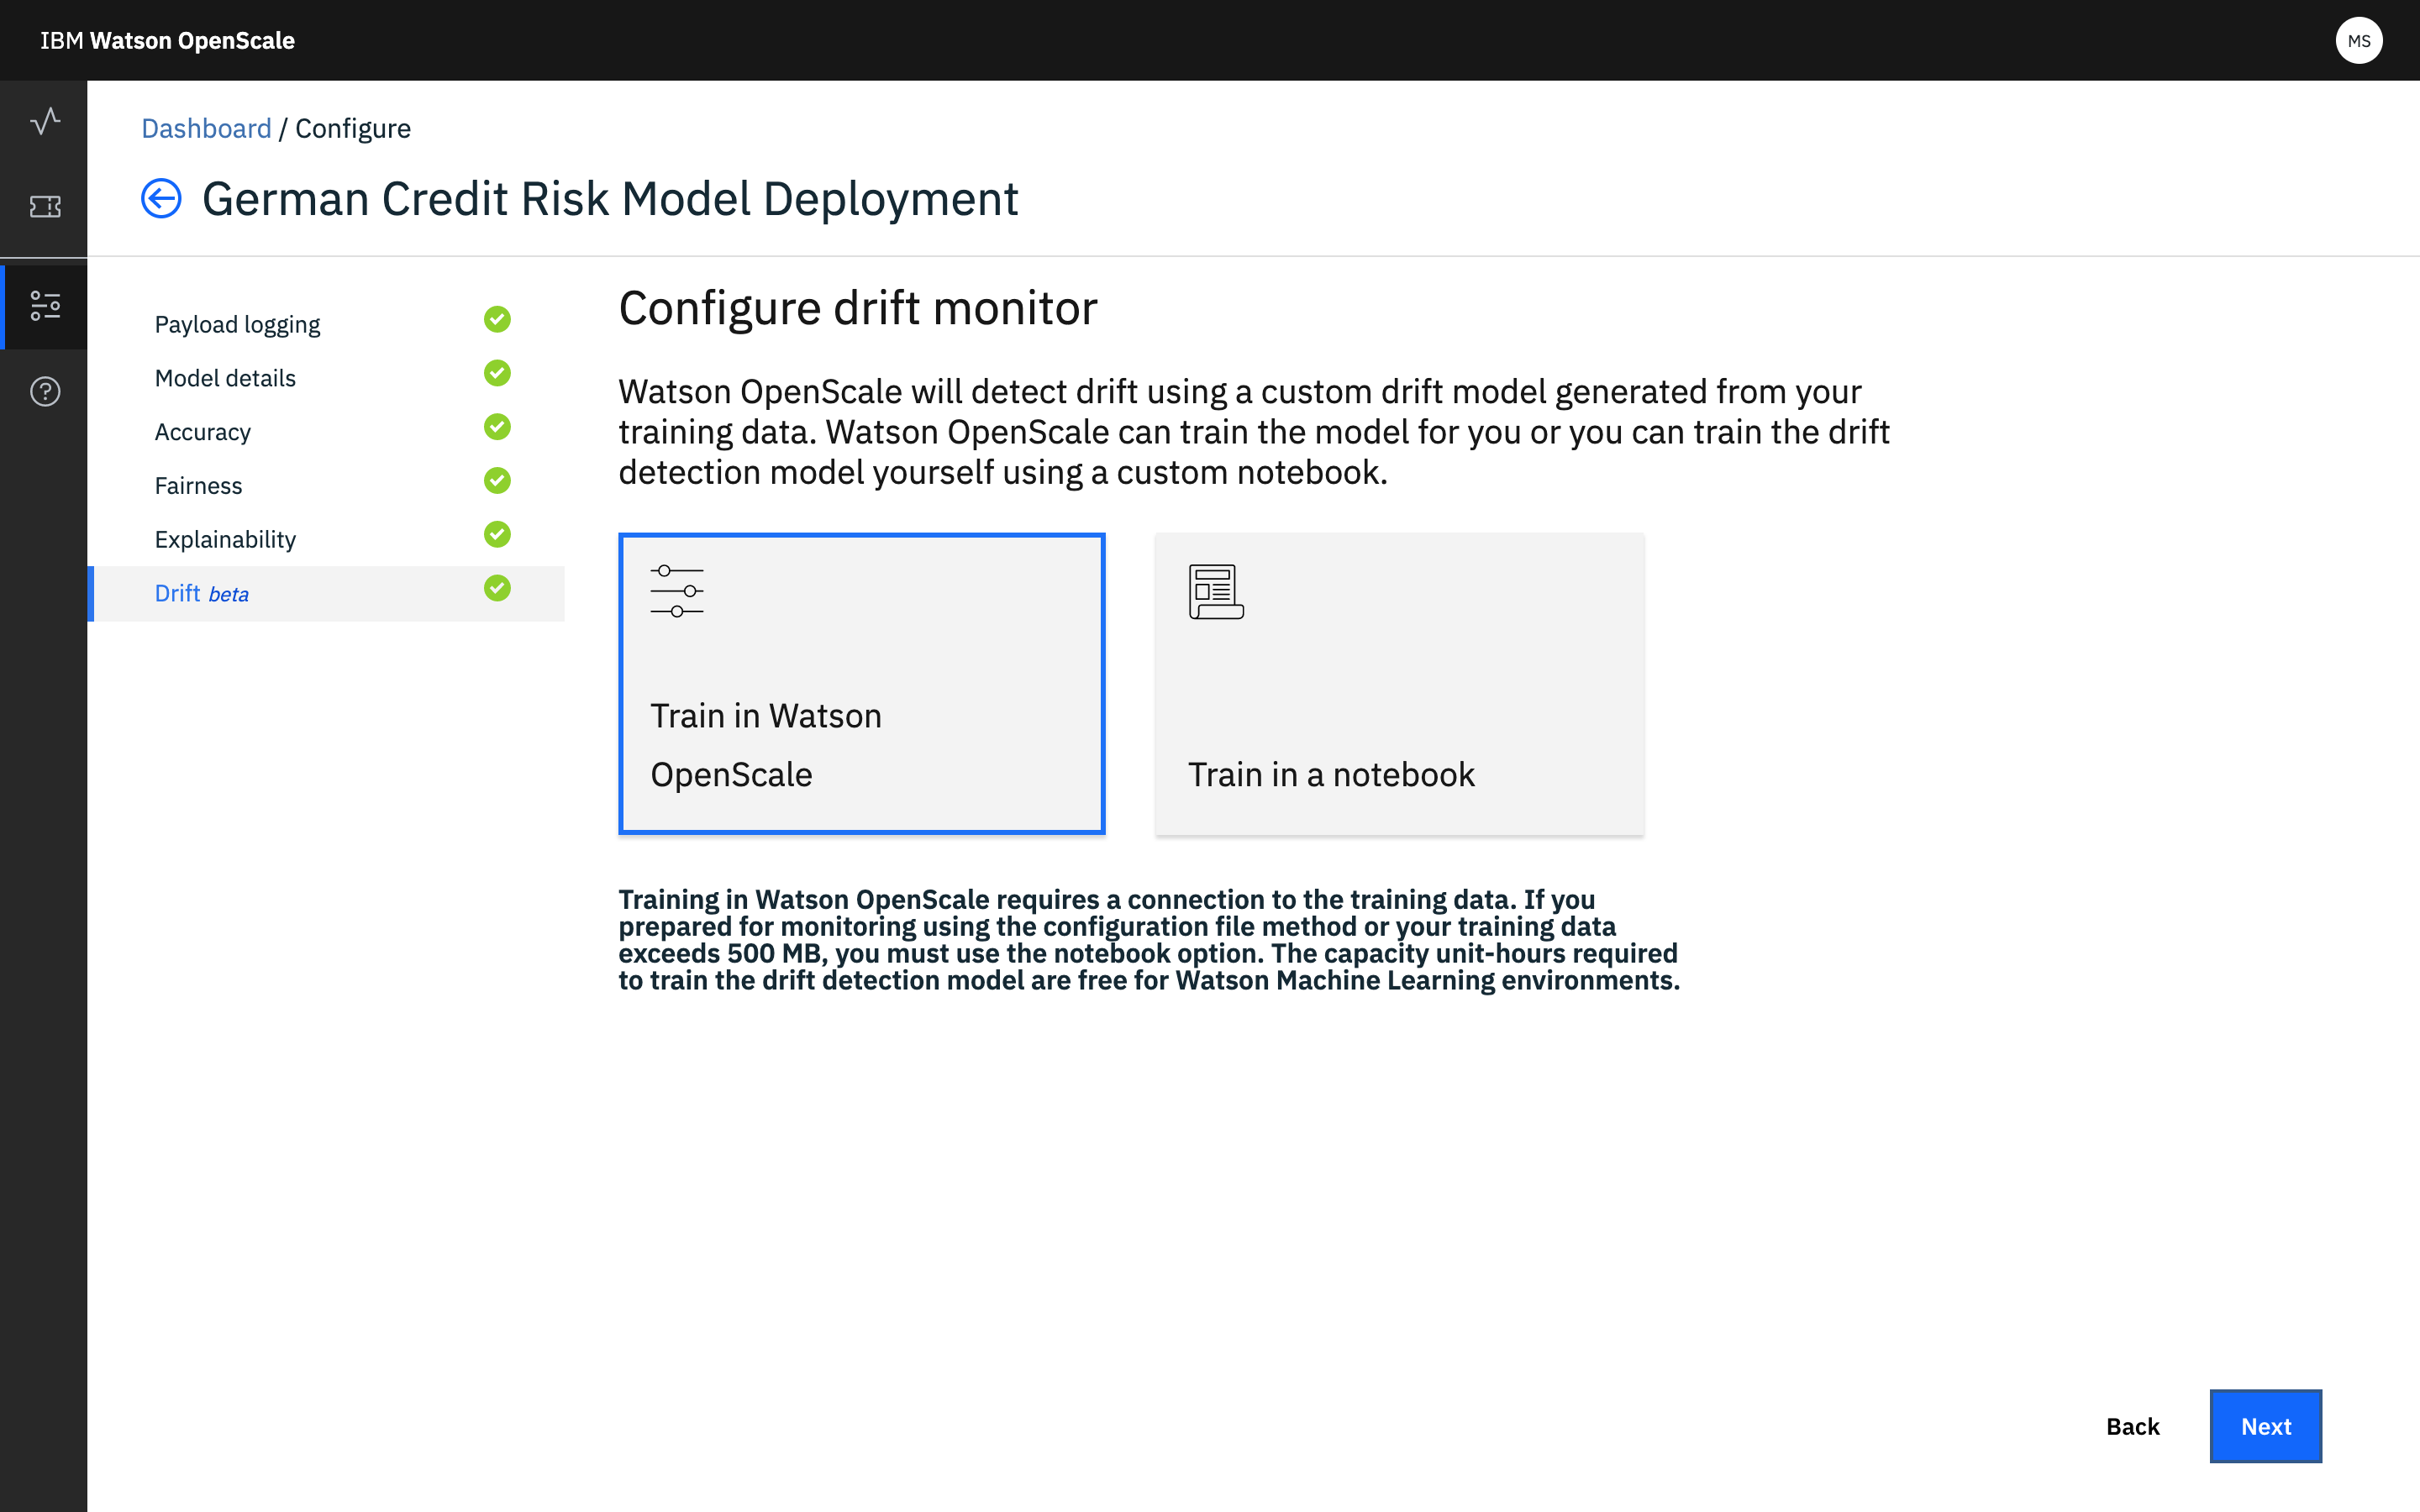 IBM Watson OpenScale
MS
Dashboard / Configure
German Credit Risk Model Deployment
Payload logging
Model details
Accuracy
Fairness
Explainability
Drift beta
Configure drift monitor
Watson OpenScale will detect drift using a custom drift model generated from your
training data. Watson OpenScale can train the model for you or you can train the drift
detection model yourself using a custom notebook.
Train in Watson
OpenScale
Train in a notebook
Training in Watson OpenScale requires a connection to the training data. If you
prepared for monitoring using the configuration file method or your training data
exceeds 500 MB, you must use the notebook option. The capacity unit-hours required
to train the drift detection model are free for Watson Machine Learning environments.
Back
Next